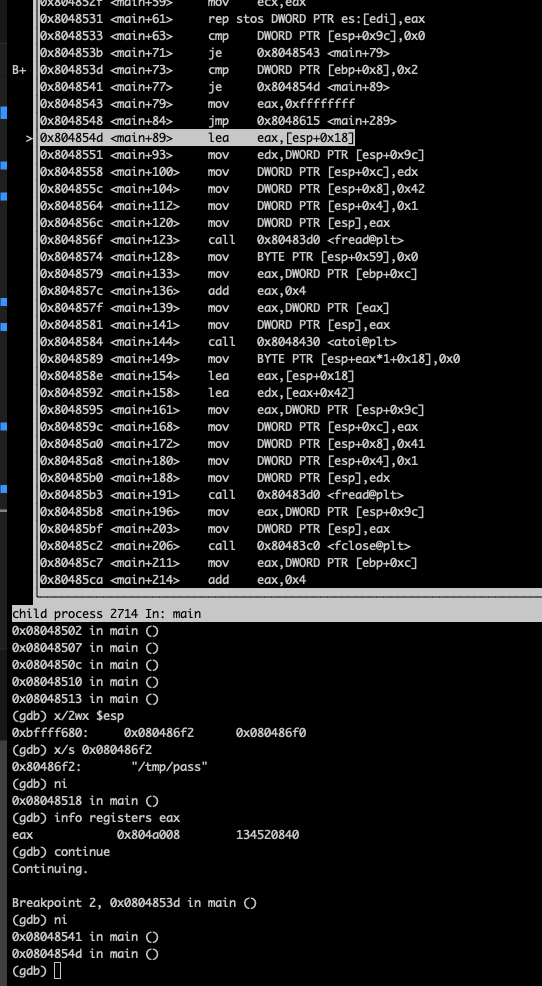 0x804852f <main+59> mov ecx,eax
0x8048531 <main+61> rep stos DWORD PTR es:[edi],eax
0x8048533 <main+63> cmp DWORD PTR [esp+0x9c],0x0
0x804853b <main+71> je 0x8048543 <main+79>
B+ 0x804853d <main+73> cmp DWORD PTR [ebp+0x8],0x2
0x8048541 <main+77> je 0x804854d <main+89>
0x8048543 <main+79> mov eax,0xffffffff
0x8048548 <main+84> jmp 0x8048615 <main+289>
> 0x804854d <main+89> lea eax,[esp+0x18]
0x8048551 <main+93> mov edx,DWORD PTR [esp+0x9c]
0x8048558 <main+100> mov DWORD PTR [esp+0xc],edx
0x804855c <main+104> mov DWORD PTR [esp+0x8],0x42
0x8048564 <main+112> mov DWORD PTR [esp+0x4],0x1
0x804856c <main+120> mov DWORD PTR [esp],eax
0x804856f <main+123> call 0x80483d0 <fread@plt>
0x8048574 <main+128> mov BYTE PTR [esp+0x59],0x0
0x8048579 <main+133> mov eax,DWORD PTR [ebp+0xc]
0x804857c <main+136> add eax,0x4
0x804857f <main+139> mov eax,DWORD PTR [eax]
0x8048581 <main+141> mov DWORD PTR [esp],eax
0x8048584 <main+144> call 0x8048430 <atoi@plt>
0x8048589 <main+149> mov BYTE PTR [esp+eax*1+0x18],0x0
0x804858e <main+154> lea eax,[esp+0x18]
0x8048592 <main+158> lea edx,[eax+0x42]
0x8048595 <main+161> mov eax,DWORD PTR [esp+0x9c]
0x804859c <main+168> mov DWORD PTR [esp+0xc],eax
0x80485a0 <main+172> mov DWORD PTR [esp+0x8],0x41
0x80485a8 <main+180> mov DWORD PTR [esp+0x4],0x1
0x80485b0 <main+188> mov DWORD PTR [esp],edx
0x80485b3 <main+191> call 0x80483d0 <fread@plt>
0x80485b8 <main+196> mov eax,DWORD PTR [esp+0x9c]
0x80485bf <main+203> mov DWORD PTR [esp],eax
0x80485c2 <main+206> call 0x80483c0 <fclose@plt>
0x80485c7 <main+211> mov eax,DWORD PTR [ebp+0xc]
0x80485ca <main+214> add eax,0x4
child process 2714 In: main
0x08048502 in main ()
0x08048507 in main ()
0x0804850c in main ()
0x08048510 in main ()
0x08048513 in main ()
(gdb) x/2wx $esp
0xbffff680: 0x080486f2 0x080486f0
(gdb) x/s 0x080486f2
0x80486f2: "/tmp/pass"
(gdb) ni
0x08048518 in main ()
(gdb) info registers eax
eax 0x804a008 134520840
(gdb) continue
Continuing.
Breakpoint 2, 0x0804853d in main ()
(gdb) ni
0x08048541 in main ()
0x0804854d in main ()
(gdb)